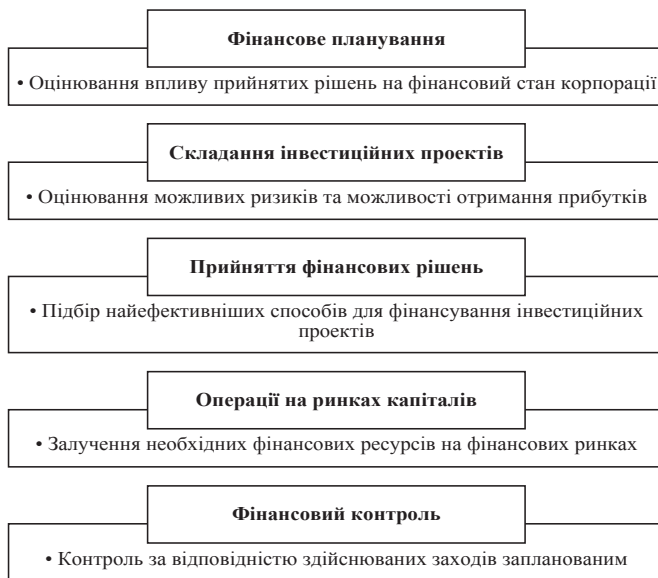 Фінансове планування
• Оцінювання впливу прийнятих рішень на фінансовий стан корпорації
Складання інвестиційних проектів
• Оцінювання можливих ризиків та можливості отримання прибутків
Прийняття фінансових рішень
• Підбір найефективніших способів для фінансування інвестиційних
проектів
Операції на ринках капіталів
• Залучення необхідних фінансових ресурсів на фінансових ринках
Фінансовий контроль
• Контроль за відповідністю здійснюваних заходів запланованим